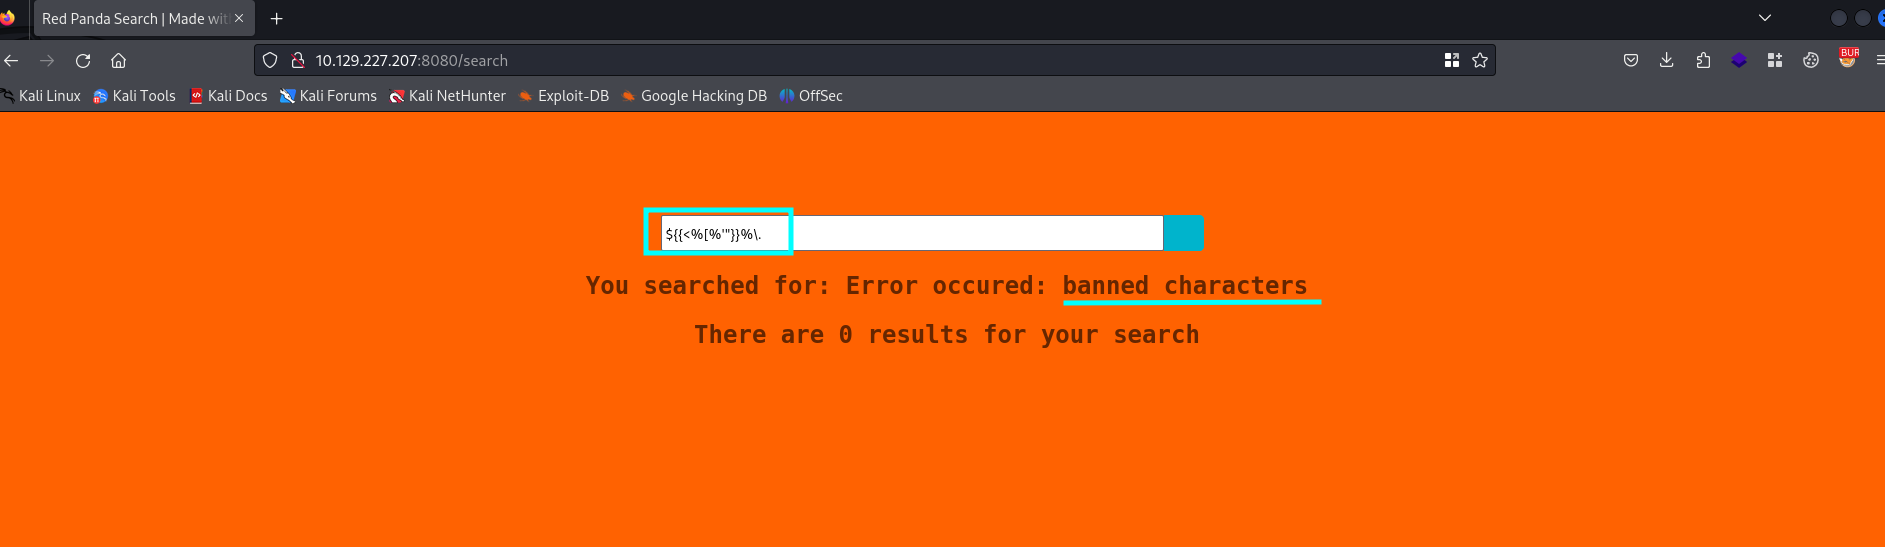 Red Panda Search | Made wit
10.129.227.207:8080/search
BUR
Kali Linux Kali Tools Kali Docs Kali Forums Kali NetHunter Exploit-DB Google Hacking DB OffSec
${{<%[%'"}}%\.
You searched for: Error occured: banned characters
There are 0 results for your search